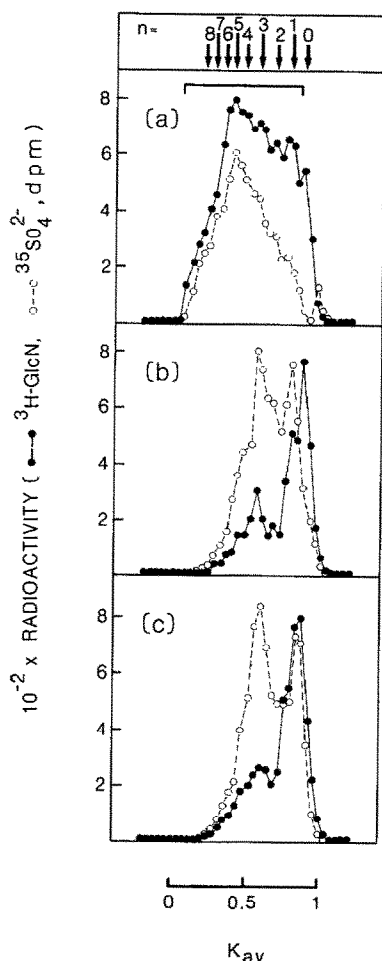 n=
8 7 6 5 4 3 2 1 0
(a)
8
6
4
2
(b)
8
6
4
2
(c)
8
6
4
2
10⁻² x RADIOACTIVITY (●—● ³H-GlcN, ○--○ ³⁵SO₄²⁻, dpm)
0 0.5 1
Kav